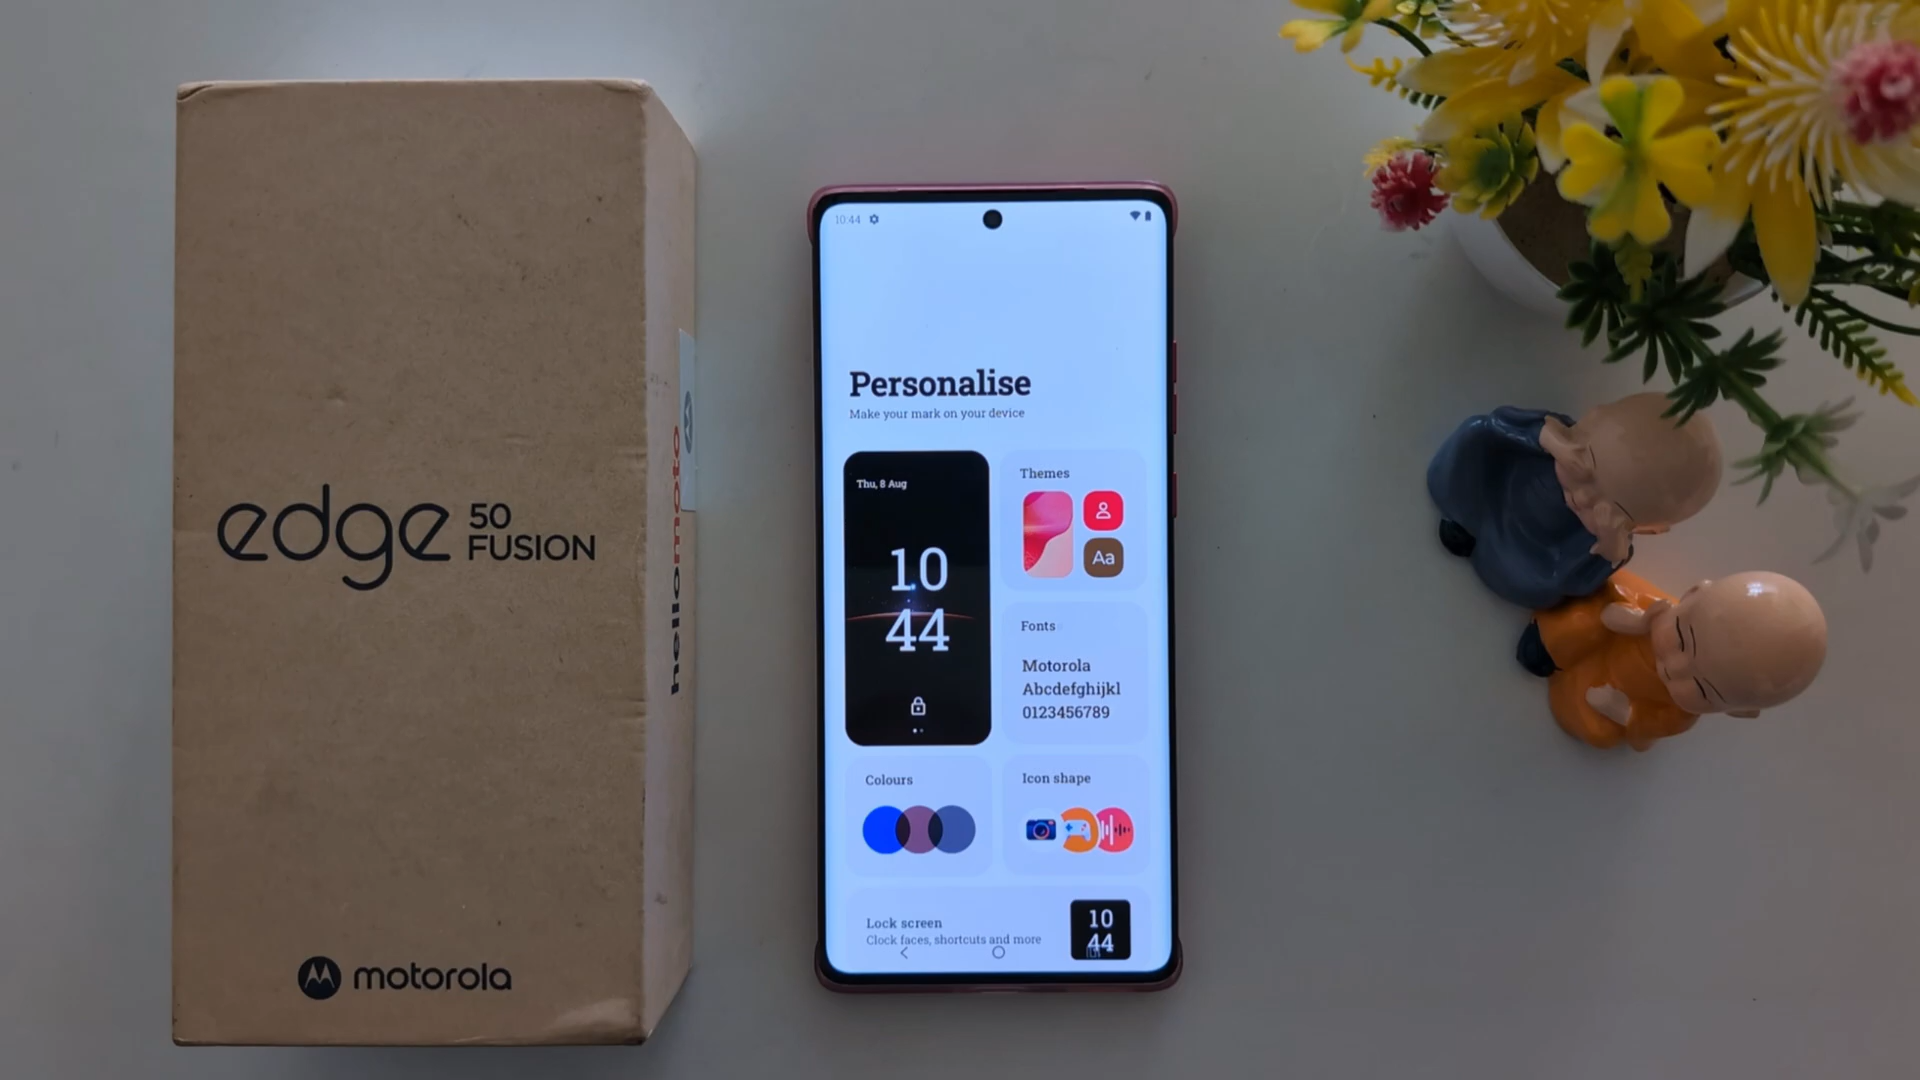 edge 50
FUSION
motorola
hellomoto
10:44
Personalise
Make your mark on your device
Thu, 8 Aug
10
44
Themes
Aa
Fonts
Motorola
Abcdefghijkl
0123456789
Colours
Icon shape
Lock screen
Clock faces, shortcuts and more
10
44